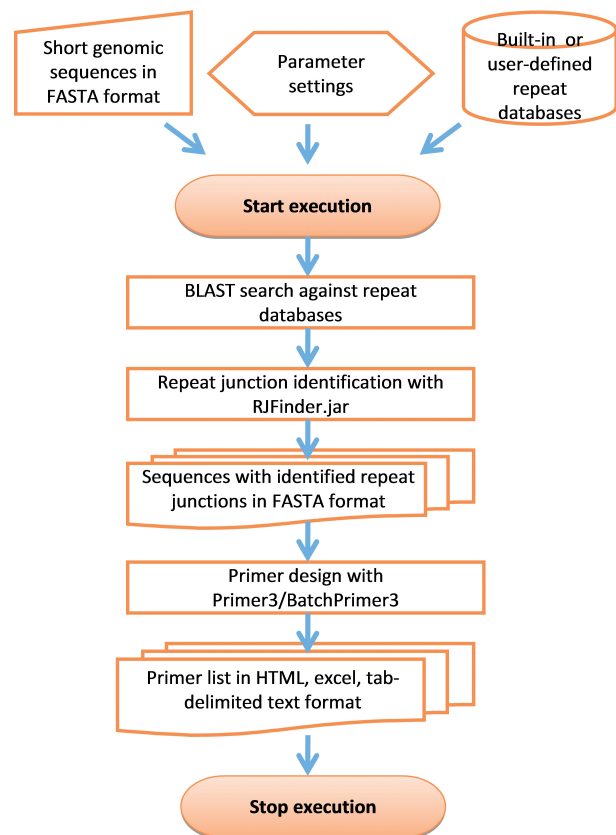 Short genomic
sequences in
FASTA format
Parameter
settings
Built-in or
user-defined
repeat
databases
Start execution
BLAST search against repeat
databases
Repeat junction identification with
RJFinder.jar
Sequences with identified repeat
junctions in FASTA format
Primer design with
Primer3/BatchPrimer3
Primer list in HTML, excel, tab-
delimited text format
Stop execution